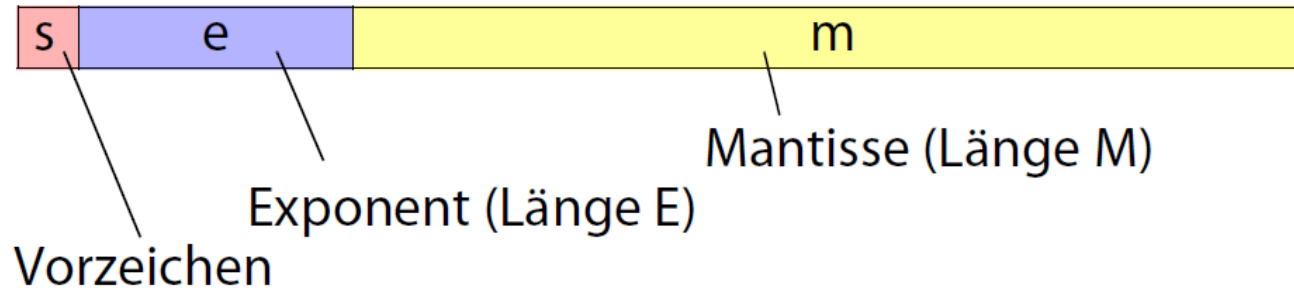 s e m
Mantisse (Länge M)
Exponent (Länge E)
Vorzeichen